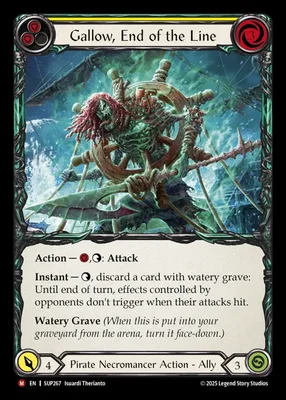 Gallow, End of the Line
Action — , : Attack
Instant — , discard a card with watery grave:
Until end of turn, effects controlled by
opponents don't trigger when their attacks hit.
Watery Grave (When this is put into your
graveyard from the arena, turn it face-down.)
4
Pirate Necromancer Action - Ally
3
M EN | SUP267 Isuardi Therianto
©2025 Legend Story Studios